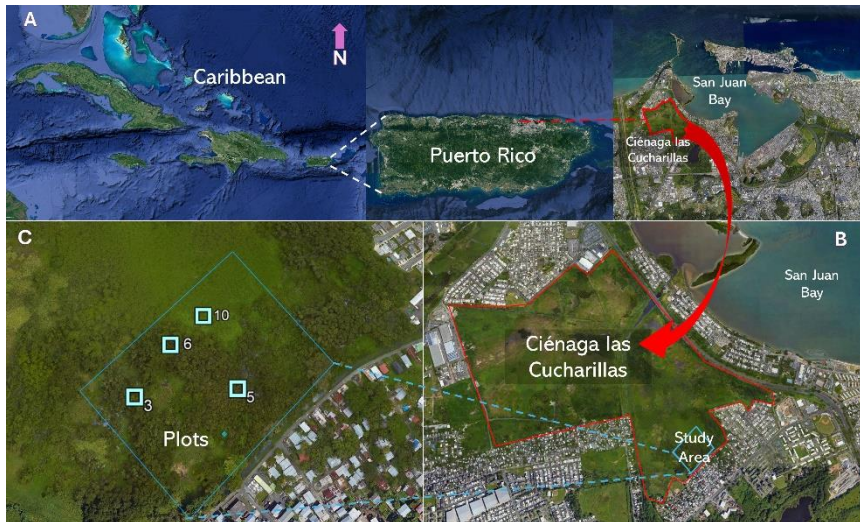 A
N
Caribbean
Puerto Rico
San Juan
Bay
Ciénaga las
Cucharillas
C
10
6
3
5
Plots
B
San Juan
Bay
Ciénaga las
Cucharillas
Study
Area